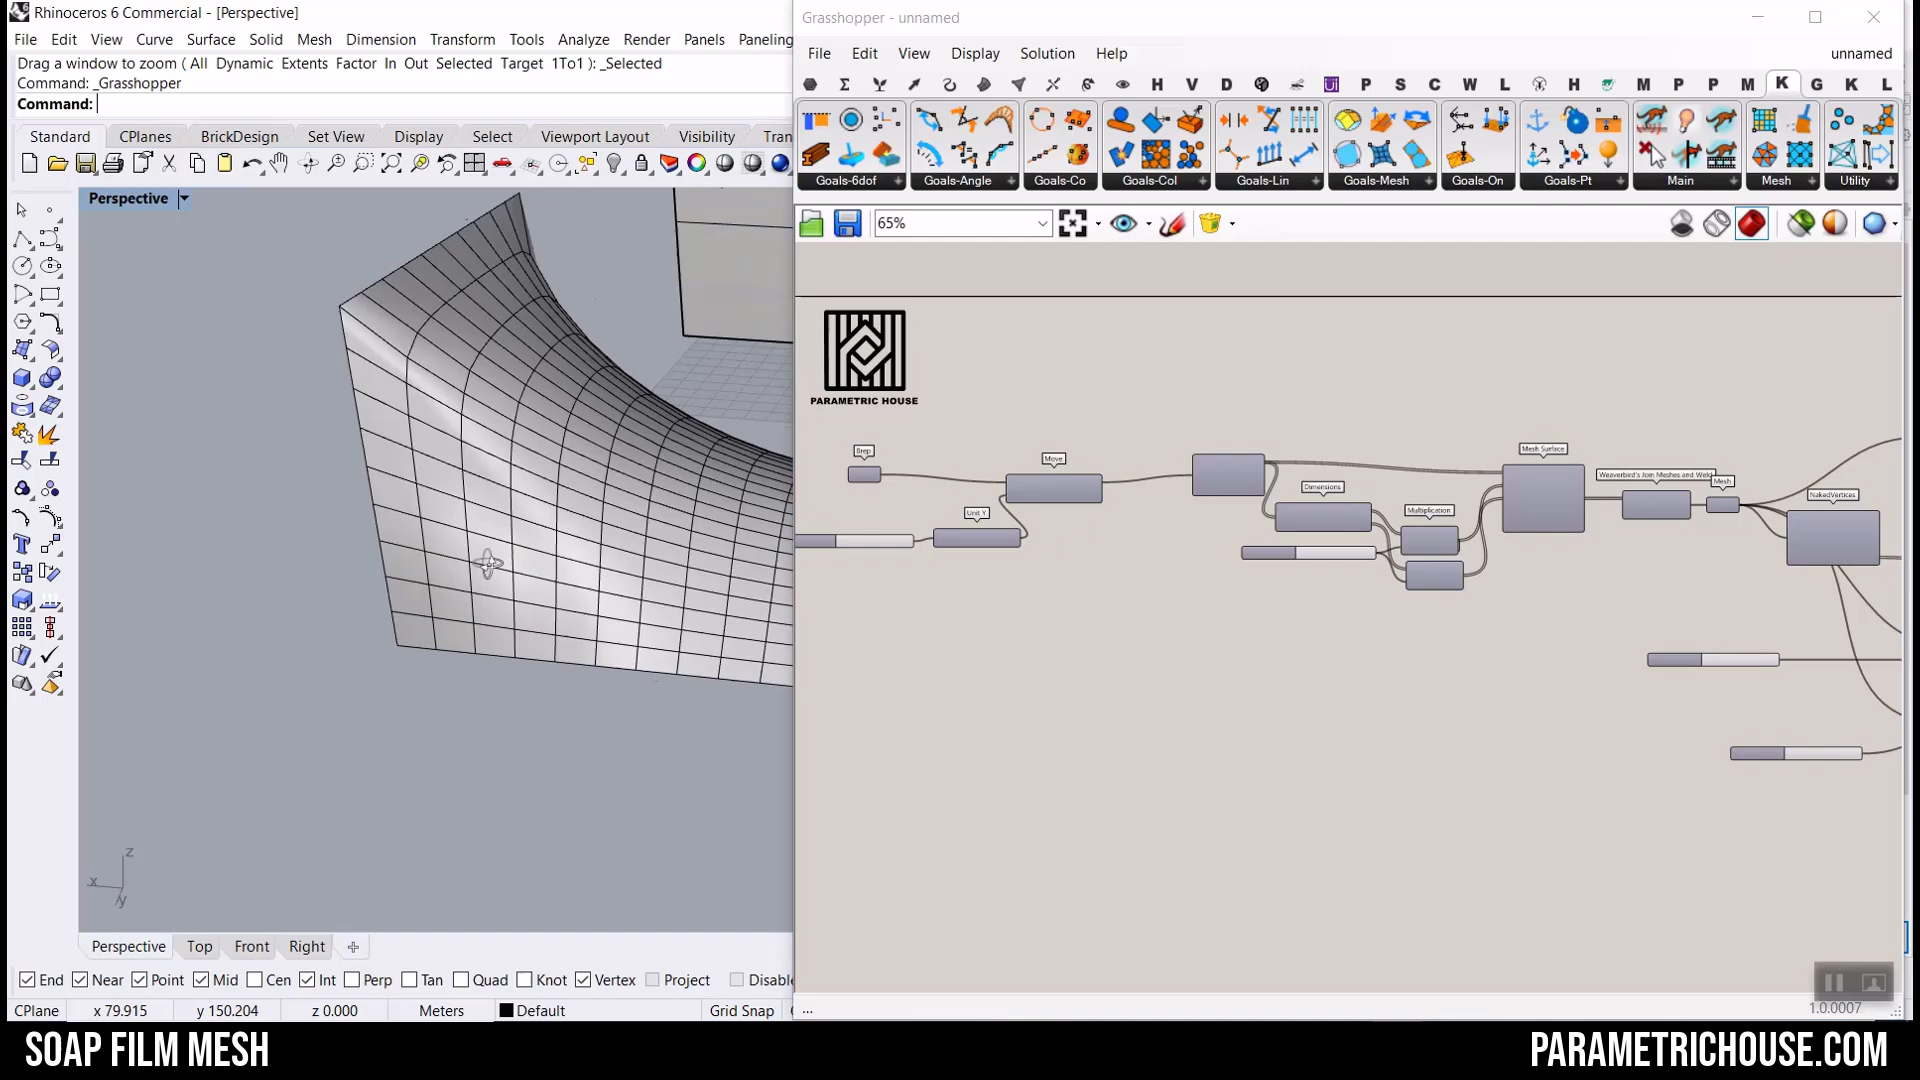 Rhinoceros 6 Commercial - [Perspective]
File Edit View Curve Surface Solid Mesh Dimension Transform Tools Analyze Render Panels Paneling
Drag a window to zoom ( All Dynamic Extents Factor In Out Selected Target 1To1 ): _Selected
Command: _Grasshopper
Command:
Standard CPlanes BrickDesign Set View Display Select Viewport Layout Visibility Tran
Perspective
z
x
y
Perspective Top Front Right
End Near Point Mid Cen Int Perp Tan Quad Knot Vertex Project Disable
CPlane x 79.915 y 150.204 z 0.000 Meters Default Grid Snap
Grasshopper - unnamed
File Edit View Display Solution Help unnamed
H V D Ui P S C W L H M P P M K G K L
Goals-6dof Goals-Angle Goals-Co Goals-Col Goals-Lin Goals-Mesh Goals-On Goals-Pt Main Mesh Utility
65%
PARAMETRIC HOUSE
Brep
Move
Unit Y
Dimensions
Multiplication
Mesh Surface
Weaverbird's Join Meshes and Weld
Mesh
NakedVertices
...
1.0.0007
SOAP FILM MESH
PARAMETRICHOUSE.COM